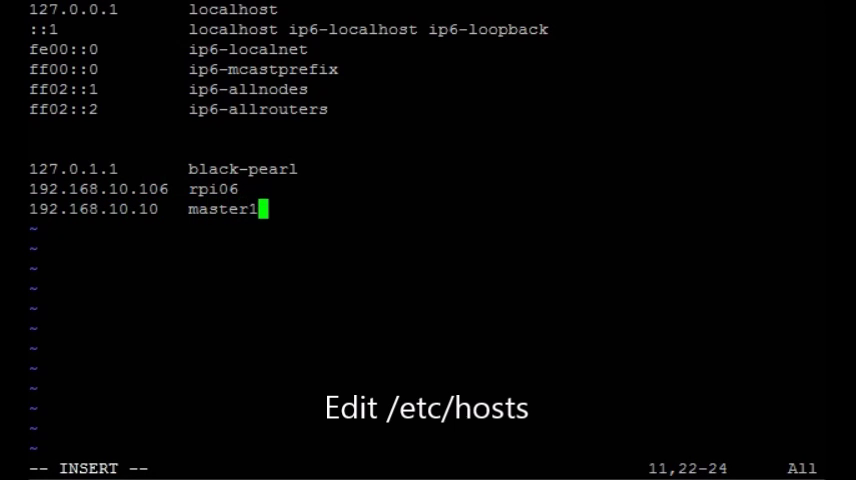 127.0.0.1       localhost
::1             localhost ip6-localhost ip6-loopback
fe00::0         ip6-localnet
ff00::0         ip6-mcastprefix
ff02::1         ip6-allnodes
ff02::2         ip6-allrouters
127.0.1.1       black-pearl
192.168.10.106  rpi06
192.168.10.10   master1
~
~
~
~
~
~
~
~
~
~
~
~
Edit /etc/hosts
-- INSERT --                                                  11,22-24      All